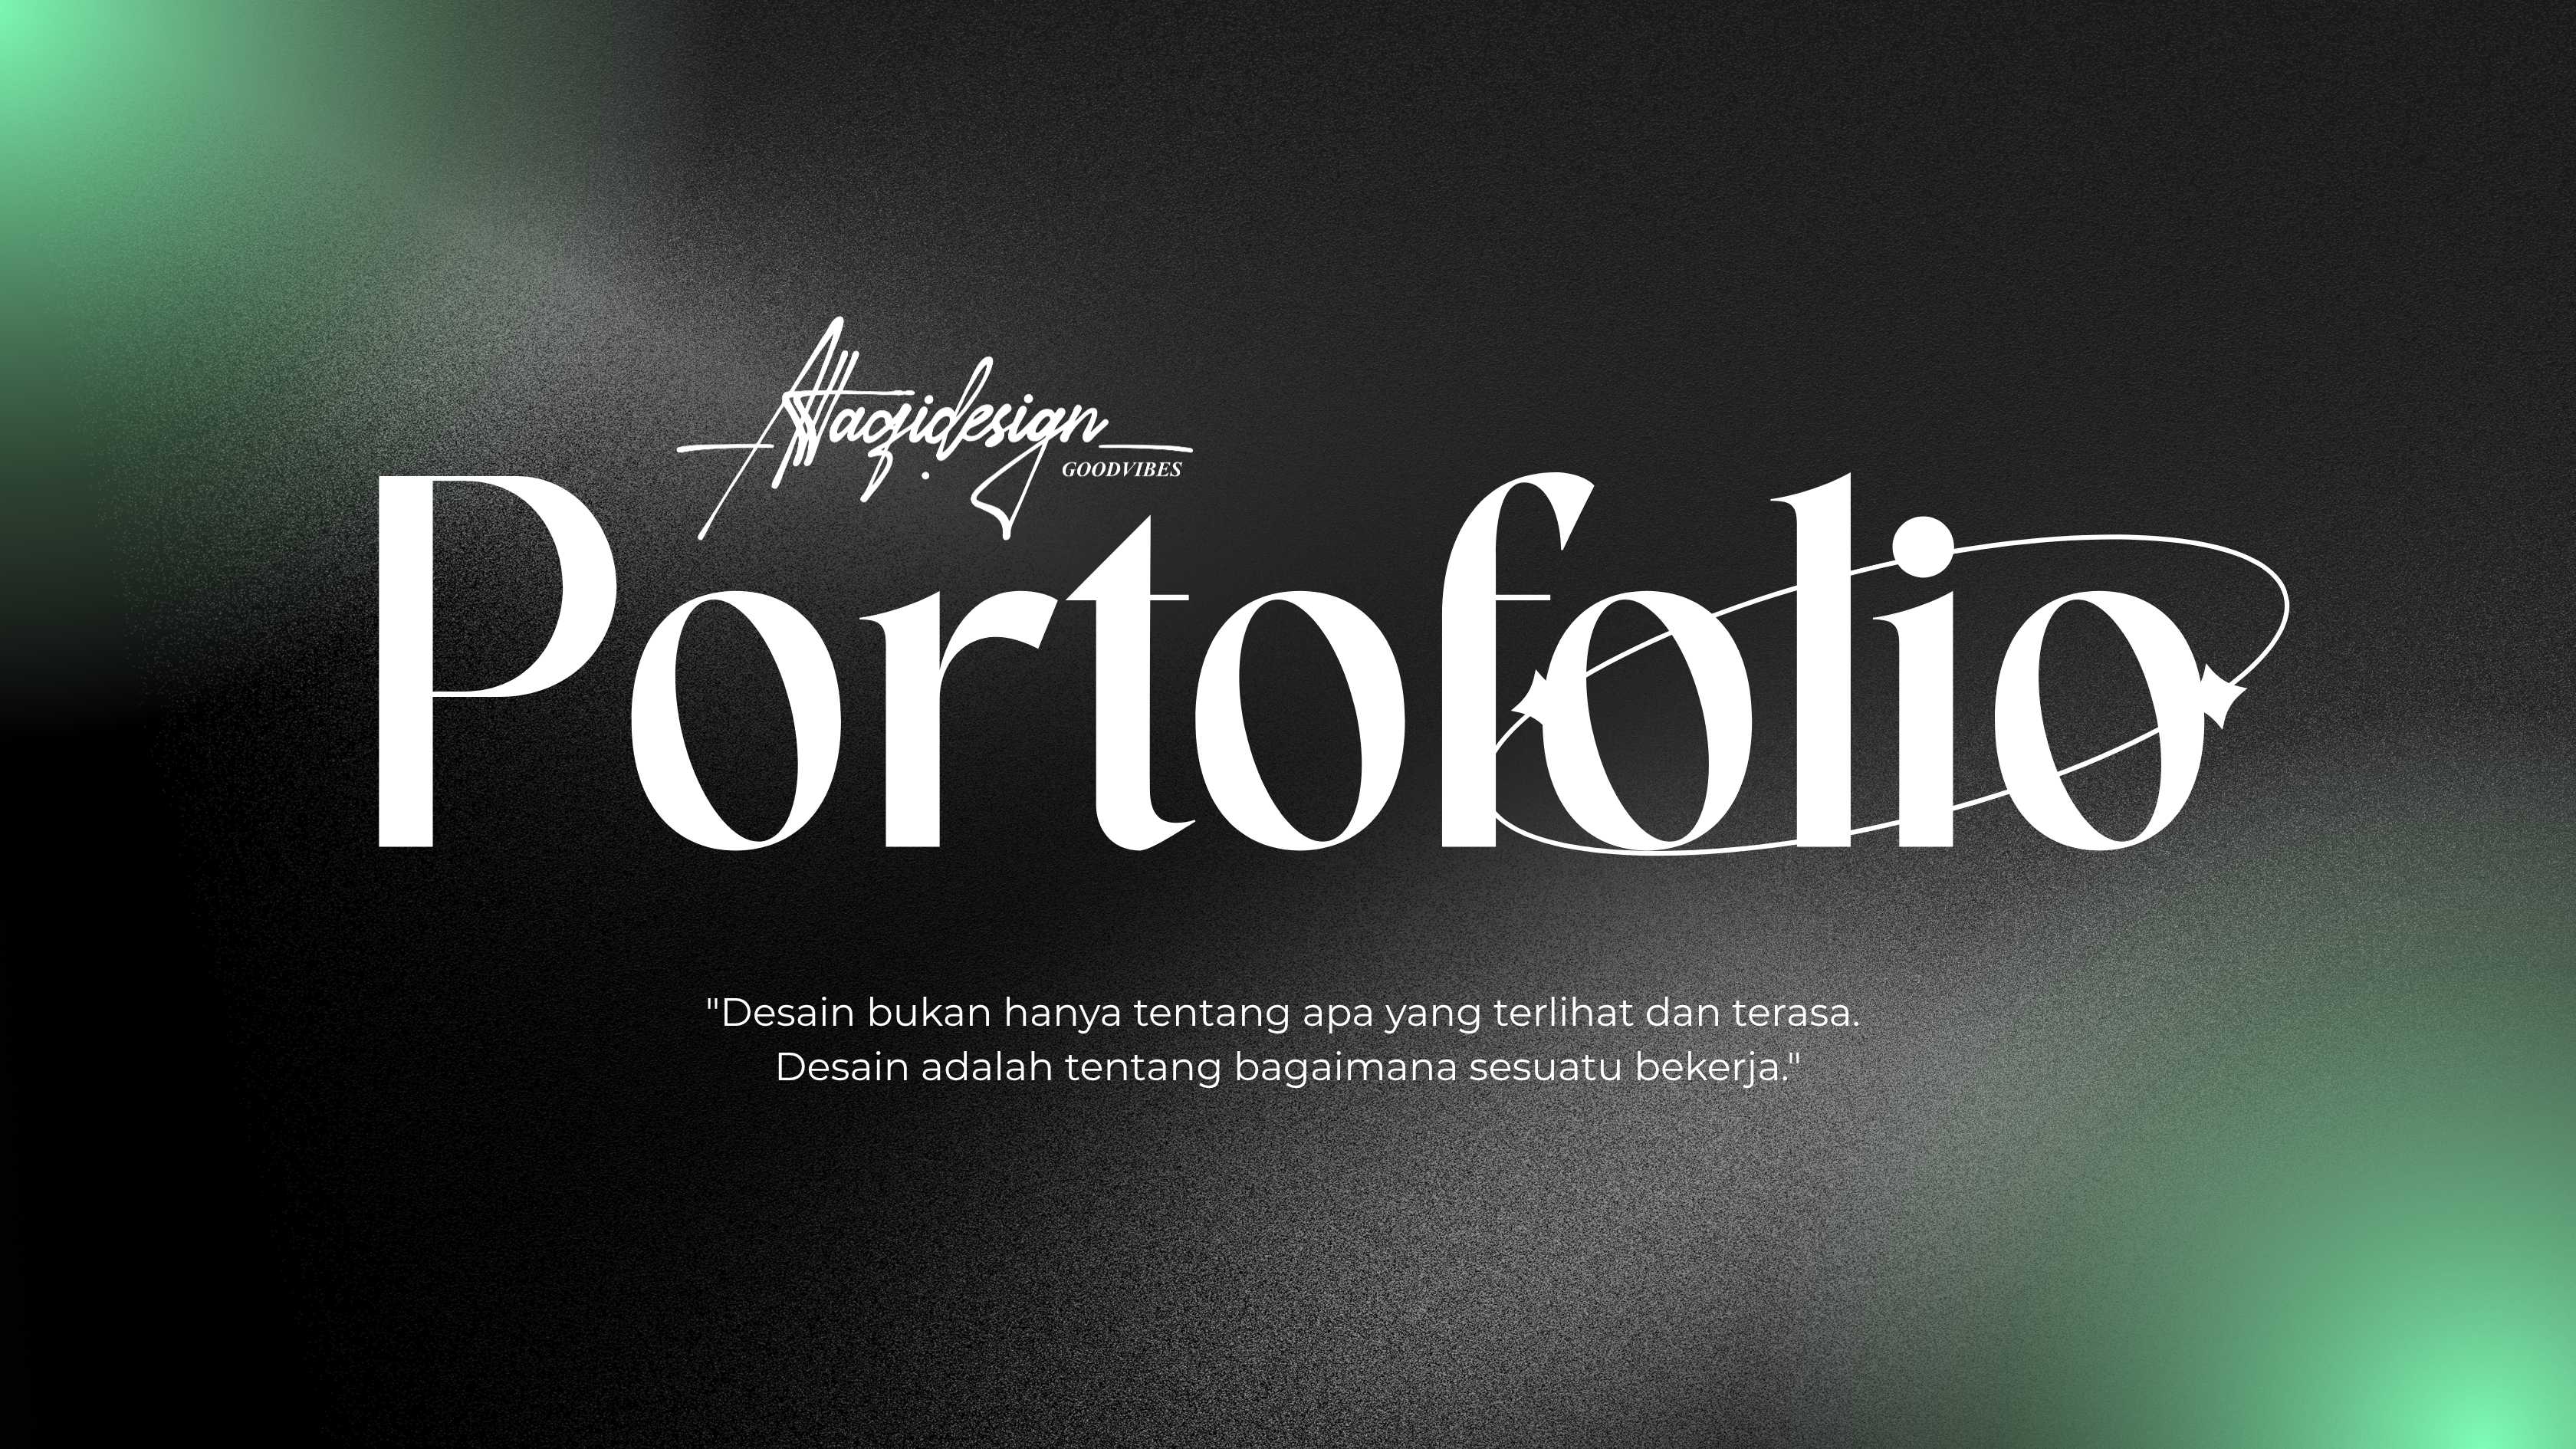 Attaqidesign
GOODVIBES
Portofolio
"Desain bukan hanya tentang apa yang terlihat dan terasa.
Desain adalah tentang bagaimana sesuatu bekerja."